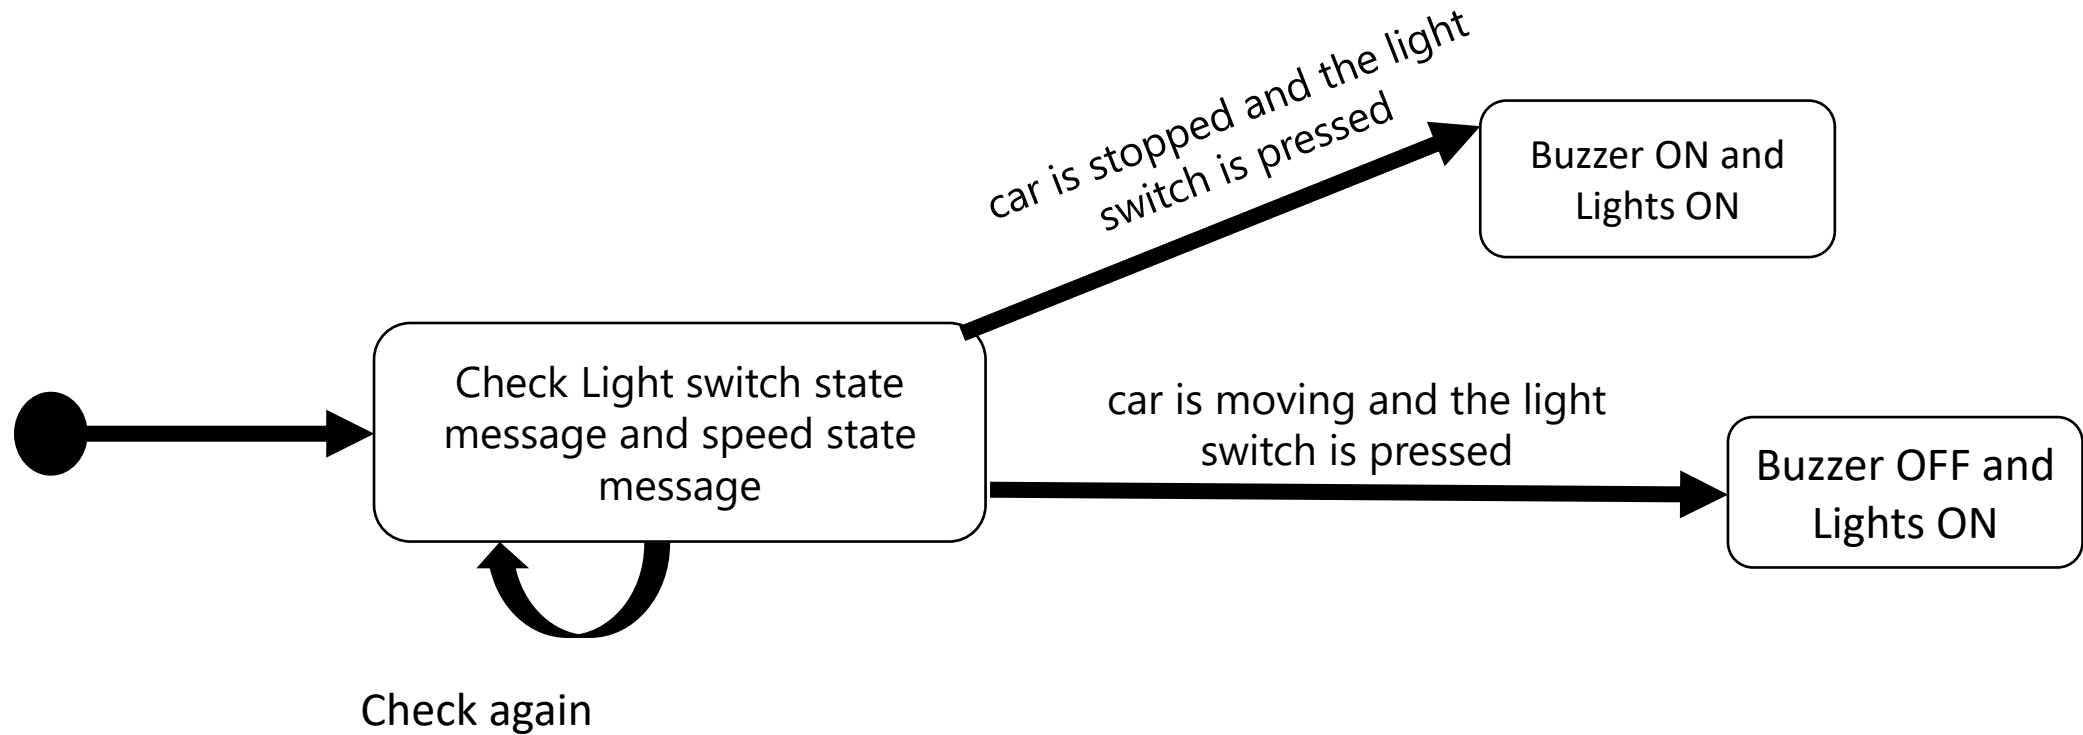 car is stopped and the light
switch is pressed
Buzzer ON and
Lights ON
Check Light switch state
message and speed state
message
car is moving and the light
switch is pressed
Buzzer OFF and
Lights ON
Check again